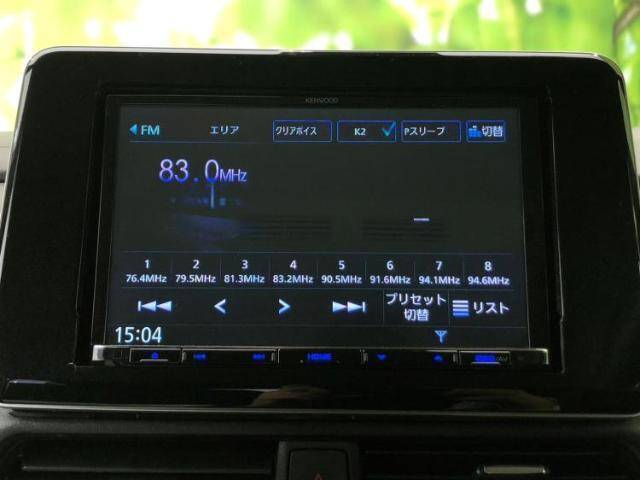 KENWOOD
FM エリア クリアボイス K2 Pスリープ 切替
83.0MHz
1 2 3 4 5 6 7 8
76.4MHz 79.5MHz 81.3MHz 83.2MHz 90.5MHz 91.6MHz 94.1MHz 94.6MHz
プリセット
切替
リスト
15:04
HOME